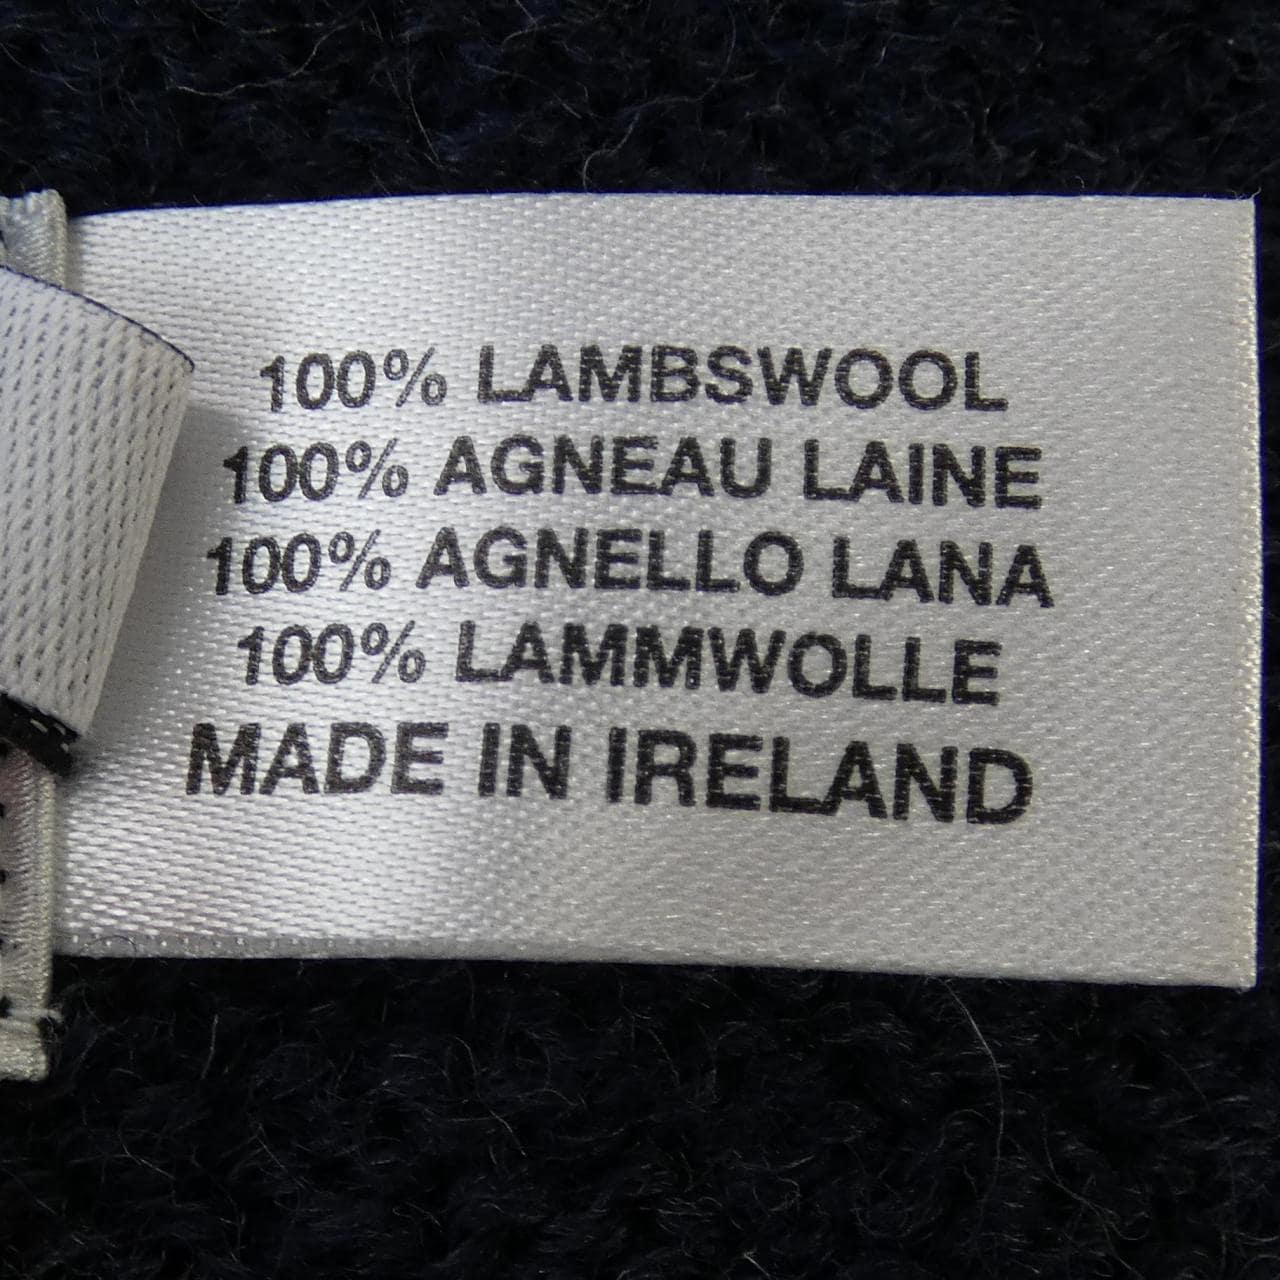 100% LAMBSWOOL
100% AGNEAU LAINE
100% AGNELLO LANA
100% LAMMWOLLE
MADE IN IRELAND